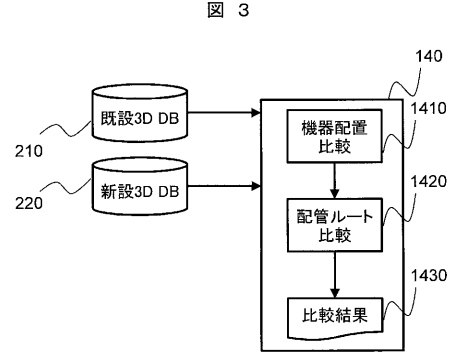 図 3
140
既設3D DB
210
機器配置
比較
1410
新設3D DB
220
配管ルート
比較
1420
比較結果
1430